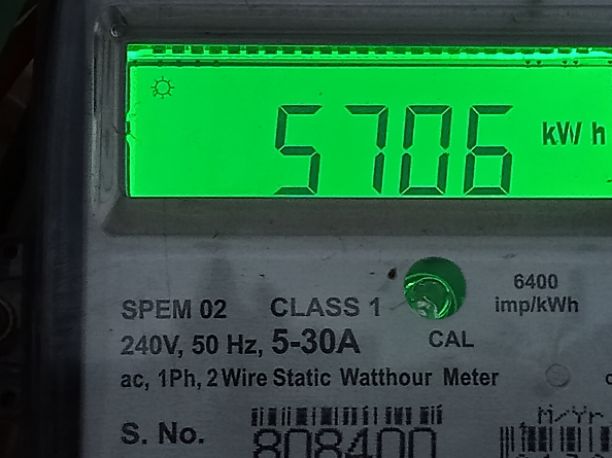 5706 kW h
6400
SPEM 02 CLASS 1 imp/kWh
240V, 50 Hz, 5-30A CAL
ac, 1Ph, 2 Wire Static Watthour Meter
S. No. 808400 M/Yr